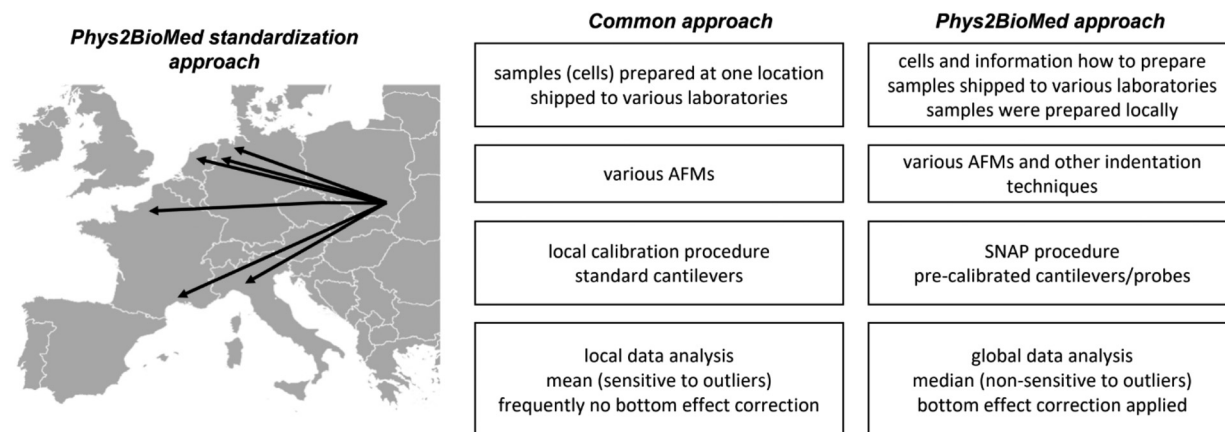 Phys2BioMed standardization
approach
Common approach
samples (cells) prepared at one location
shipped to various laboratories
various AFMs
local calibration procedure
standard cantilevers
local data analysis
mean (sensitive to outliers)
frequently no bottom effect correction
Phys2BioMed approach
cells and information how to prepare
samples shipped to various laboratories
samples were prepared locally
various AFMs and other indentation
techniques
SNAP procedure
pre-calibrated cantilevers/probes
global data analysis
median (non-sensitive to outliers)
bottom effect correction applied